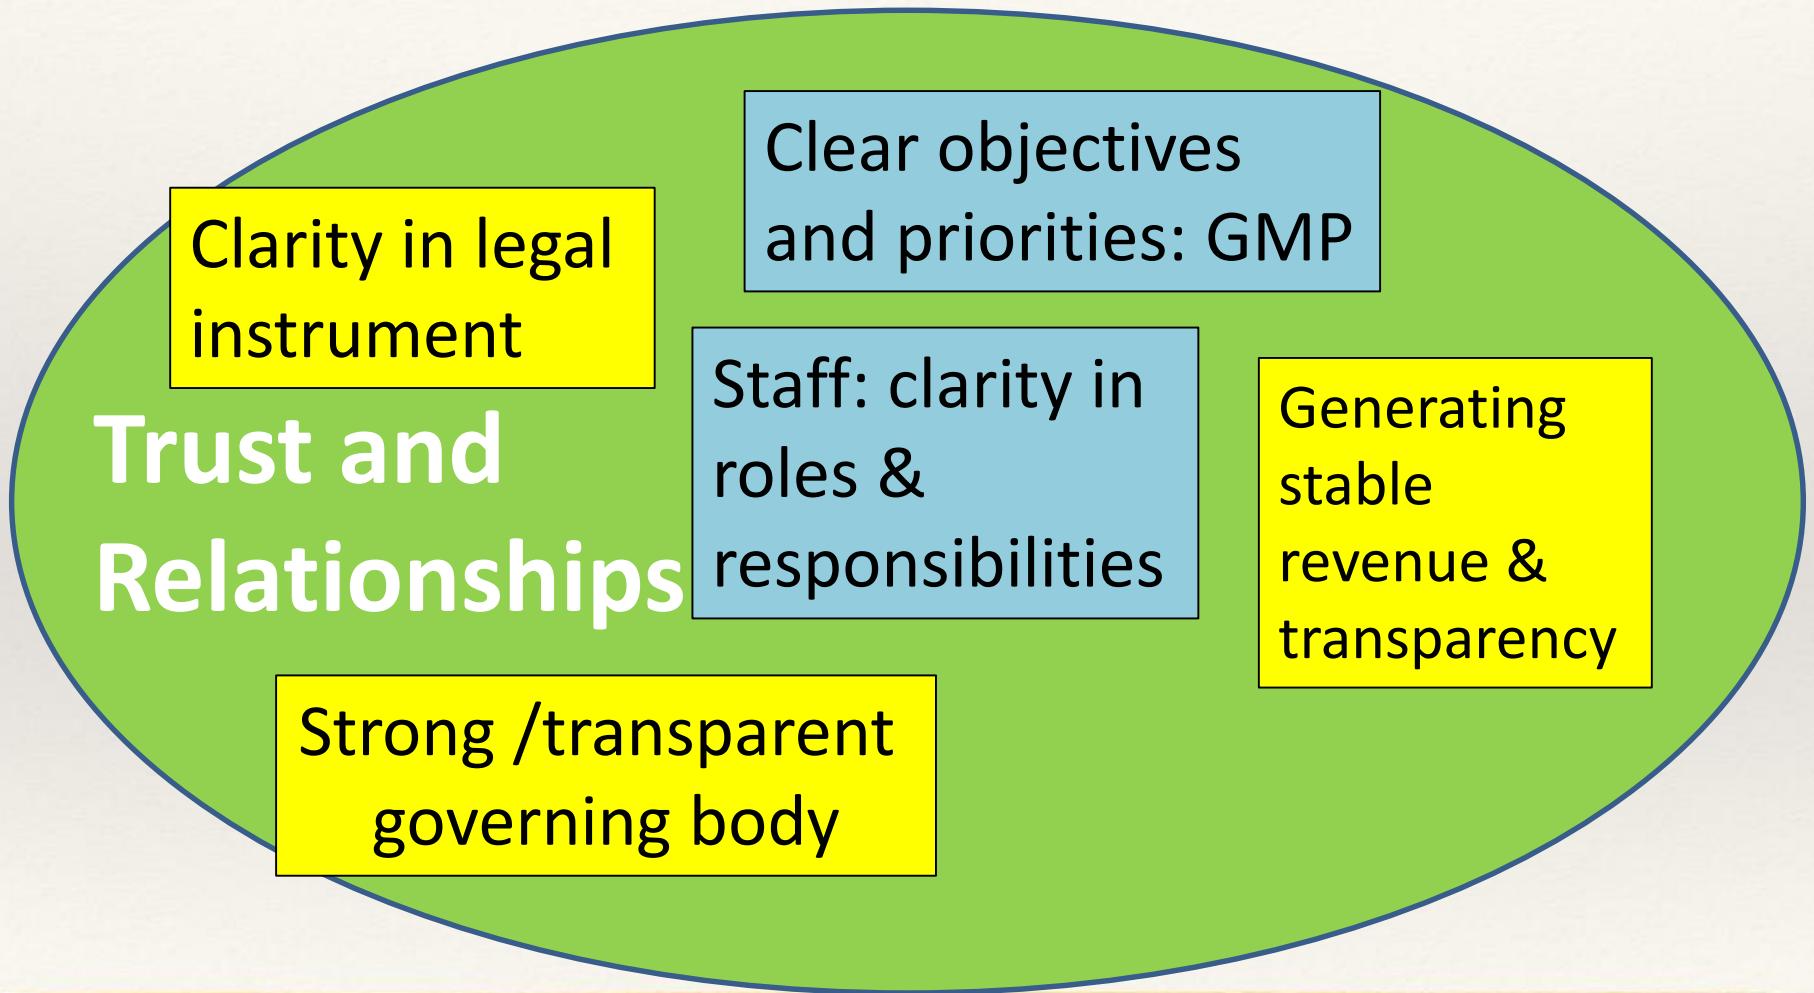 Clear objectives
and priorities: GMP
Clarity in legal
instrument
Staff: clarity in
roles &
responsibilities
Generating
stable
revenue &
transparency
Trust and
Relationships
Strong /transparent
governing body